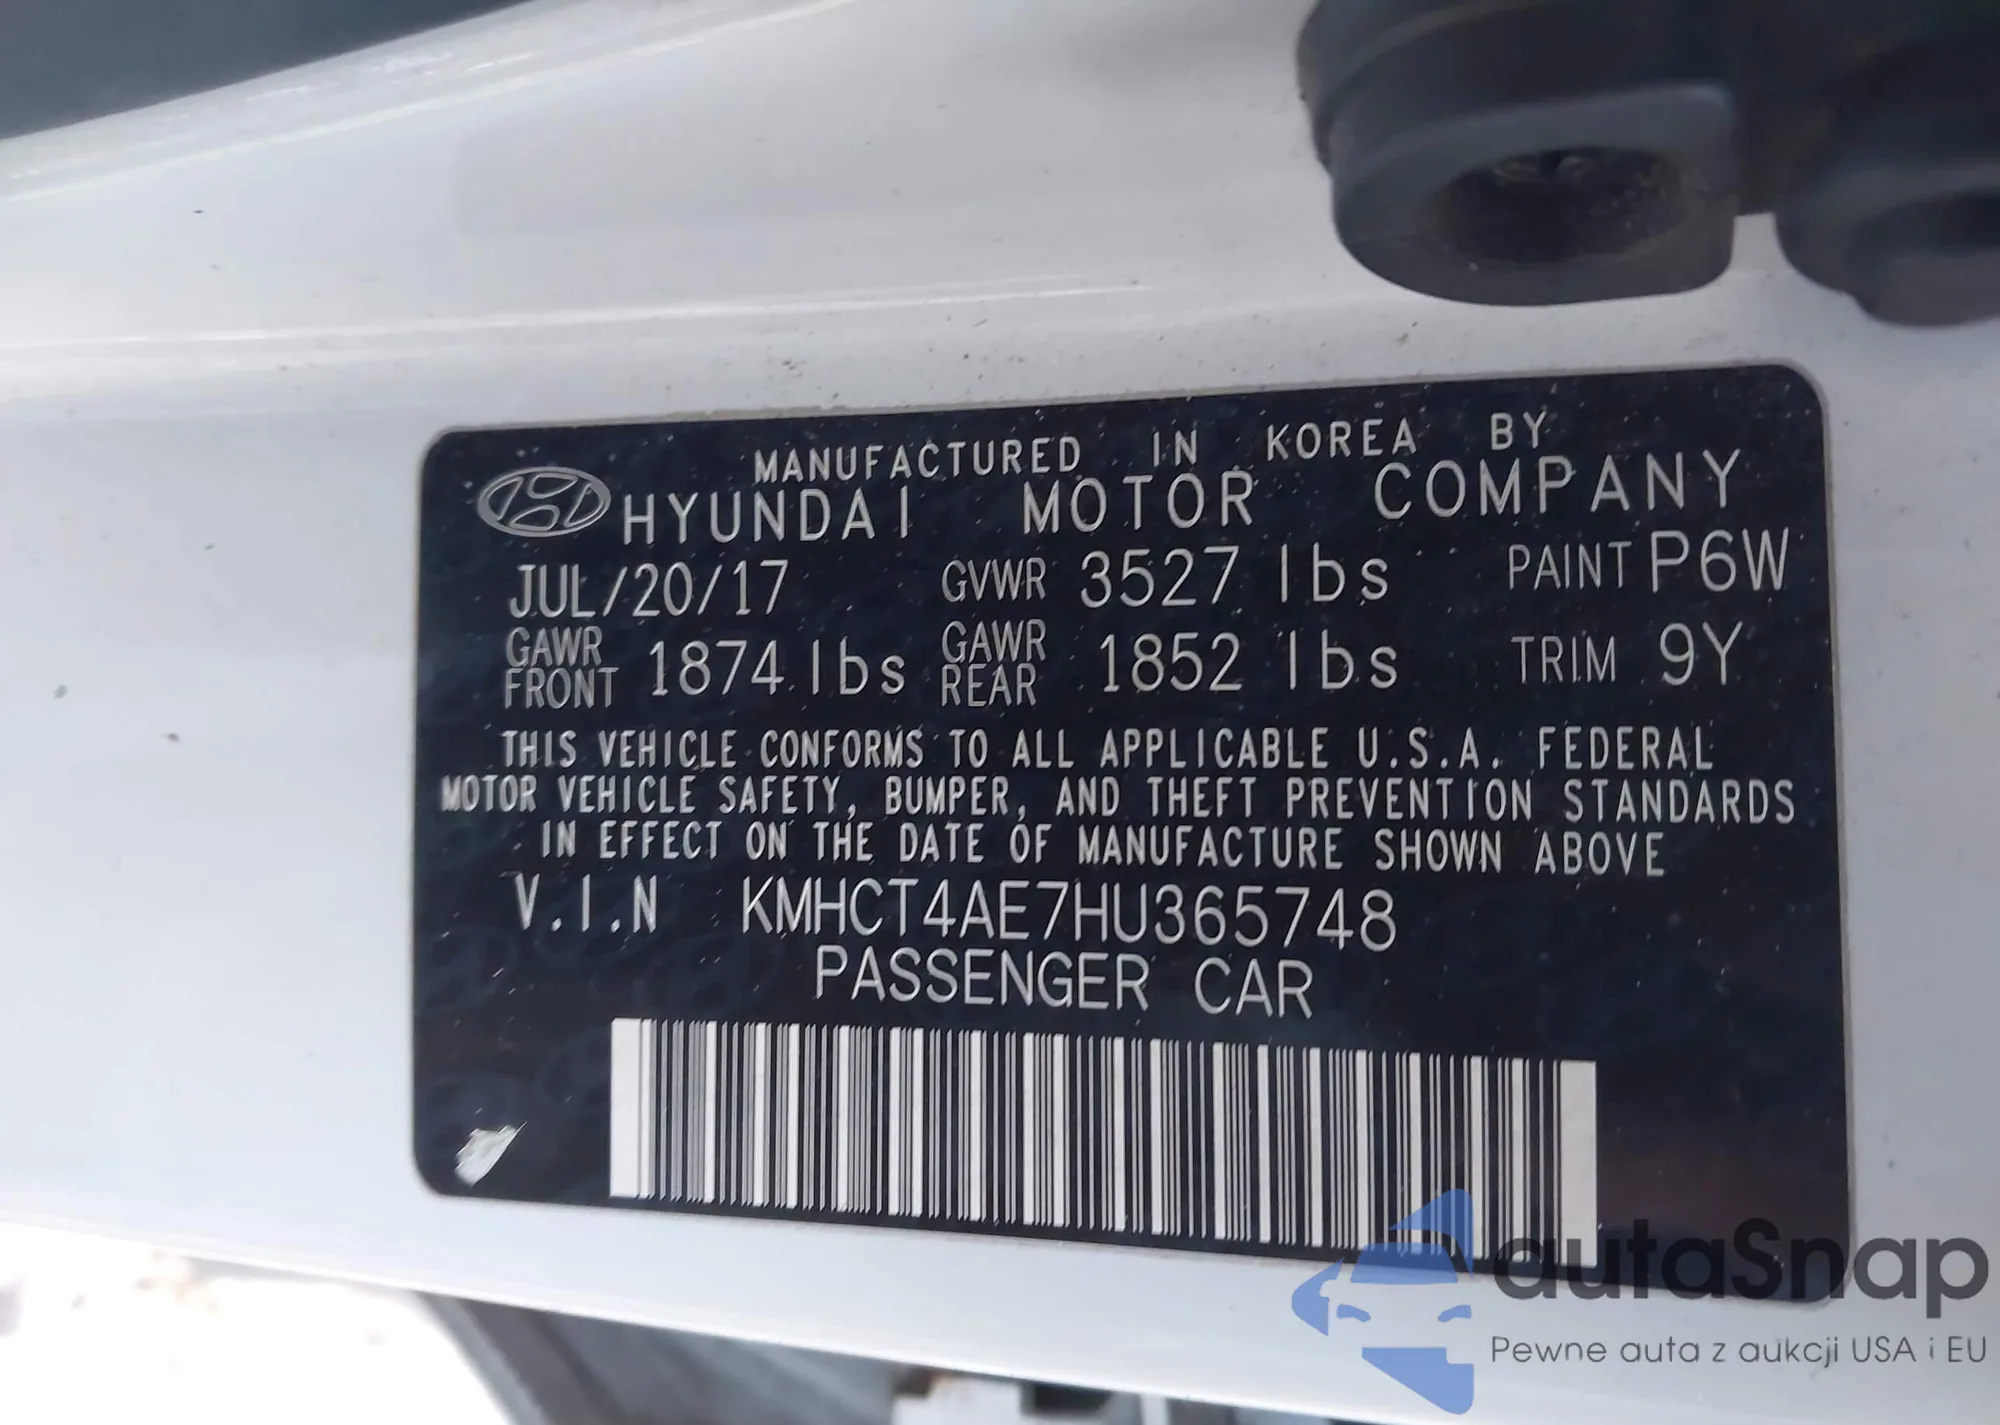 MANUFACTURED IN KOREA BY
HYUNDAI MOTOR COMPANY
JUL/20/17 GVWR 3527 lbs PAINT P6W
GAWR FRONT 1874 lbs GAWR REAR 1852 lbs TRIM 9Y
THIS VEHICLE CONFORMS TO ALL APPLICABLE U.S.A. FEDERAL
MOTOR VEHICLE SAFETY, BUMPER, AND THEFT PREVENTION STANDARDS
IN EFFECT ON THE DATE OF MANUFACTURE SHOWN ABOVE
V.I.N KMHCT4AE7HU365748
PASSENGER CAR
autaSnap
Pewne auta z aukcji USA i EU